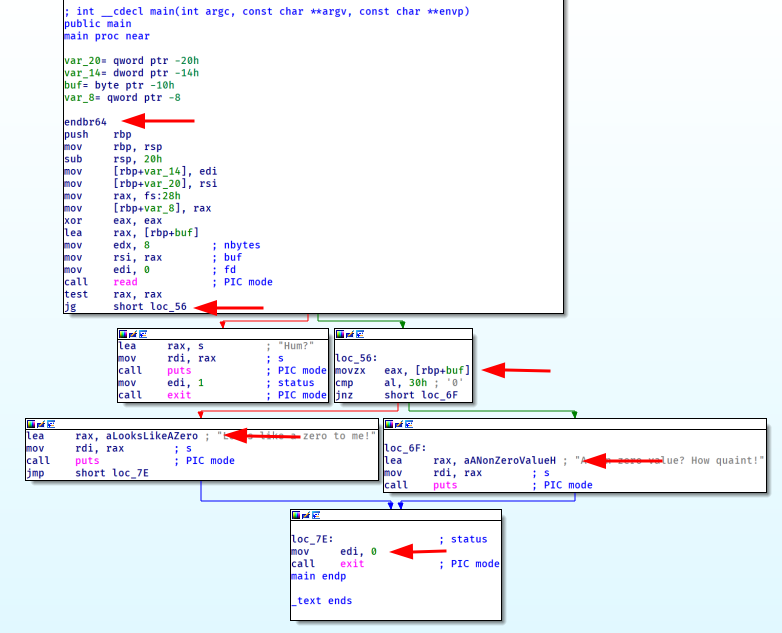 ; int __cdecl main(int argc, const char **argv, const char **envp)
public main
main proc near
var_20= qword ptr -20h
var_14= dword ptr -14h
buf= byte ptr -10h
var_8= qword ptr -8
endbr64
push rbp
mov rbp, rsp
sub rsp, 20h
mov [rbp+var_14], edi
mov [rbp+var_20], rsi
mov rax, fs:28h
mov [rbp+var_8], rax
xor eax, eax
lea rax, [rbp+buf]
mov edx, 8 ; nbytes
mov rsi, rax ; buf
mov edi, 0 ; fd
call read ; PIC mode
test rax, rax
jg short loc_56
lea rax, s ; "Hum?"
mov rdi, rax ; s
call puts ; PIC mode
mov edi, 1 ; status
call exit ; PIC mode
loc_56:
movzx eax, [rbp+buf]
cmp al, 30h ; '0'
jnz short loc_6F
lea rax, aLooksLikeAZero ; like a zero to me!"
mov rdi, rax ; s
call puts ; PIC mode
jmp short loc_7E
loc_6F:
lea rax, aANonZeroValueH ; "A zero value? How quaint!"
mov rdi, rax ; s
call puts ; PIC mode
loc_7E: ; status
mov edi, 0
call exit ; PIC mode
main endp
_text ends